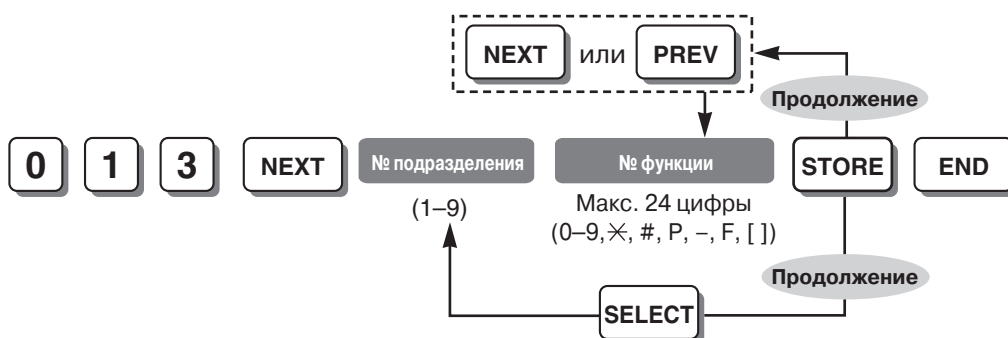 NEXT или PREV
Продолжение
0 1 3 NEXT № подразделения № функции STORE END
(1–9) Макс. 24 цифры
(0–9, ✳, #, P, –, F, [ ])
Продолжение
SELECT